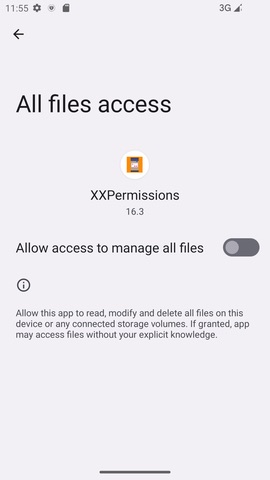 11:55
3G
All files access
XXPermissions
16.3
Allow access to manage all files
Allow this app to read, modify and delete all files on this
device or any connected storage volumes. If granted, app
may access files without your explicit knowledge.